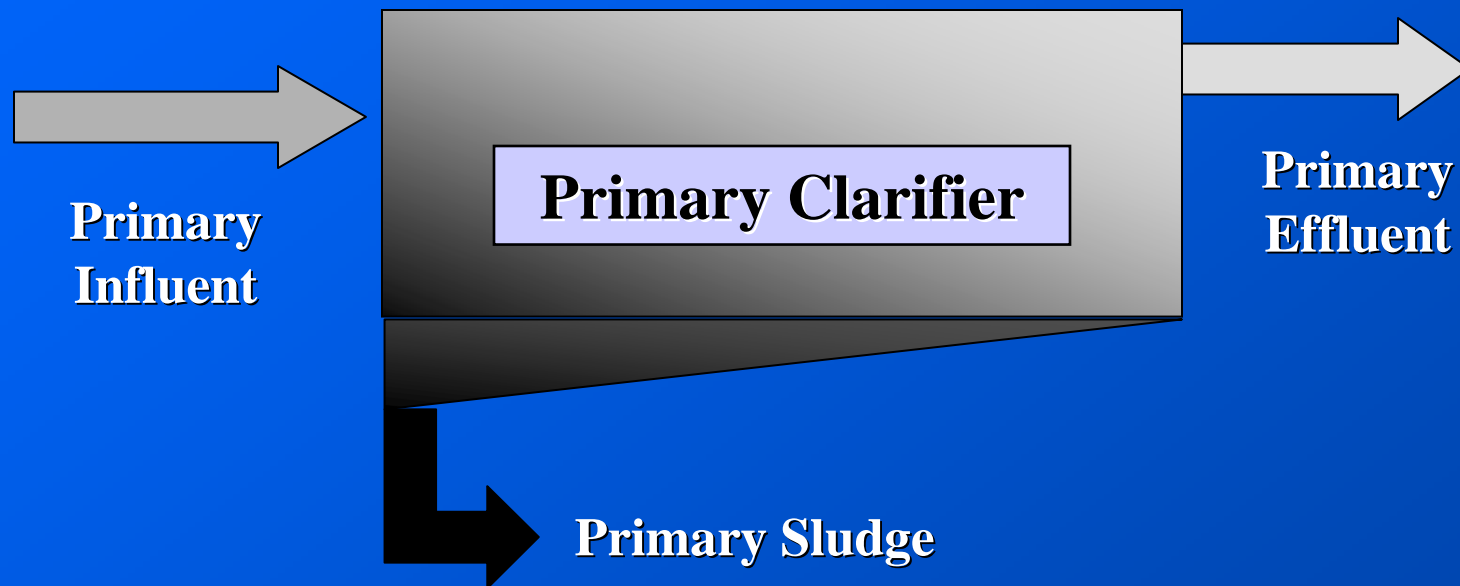 Primary Clarifier
Primary
Influent
Primary
Effluent
Primary Sludge